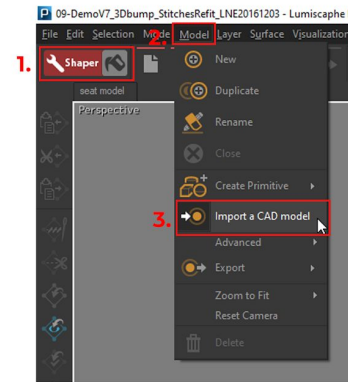 09-DemoV7_3Dbump_StitchesRefit_LNE20161203 - Lumiscaphe
File Edit Selection Mode Model Layer Surface Visualization
1.
2.
Shaper
seat model
Perspective
New
Duplicate
Rename
Close
Create Primitive
3.
Import a CAD model
Advanced
Export
Zoom to Fit
Reset Camera
Delete